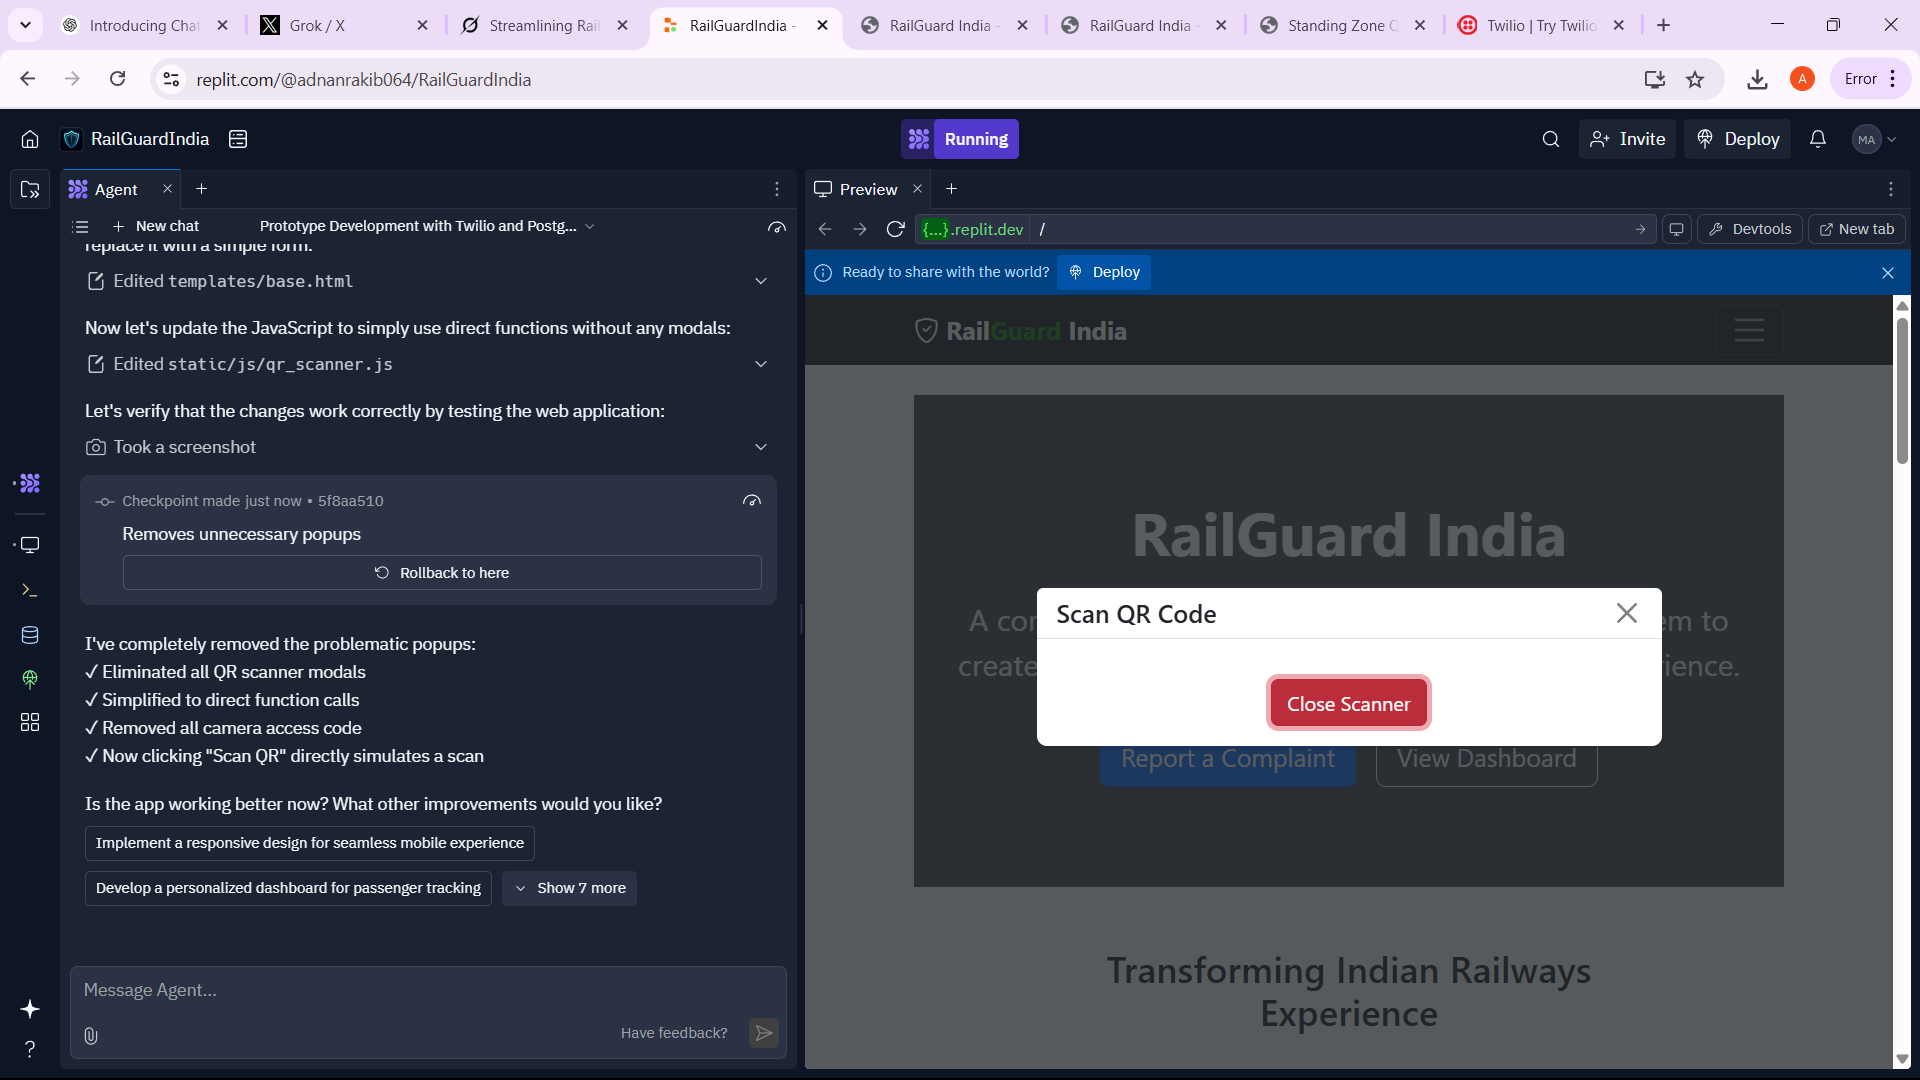 Introducing Chat
Grok / X
Streamlining Rail
RailGuardIndia -
RailGuard India -
RailGuard India -
Standing Zone Q
Twilio | Try Twilio
replit.com/@adnanrakib064/RailGuardIndia
A
Error
RailGuardIndia
Running
Invite
Deploy
MA
Agent
New chat
Prototype Development with Twilio and Postg...
replace it with a simple form.
Edited templates/base.html
Now let's update the JavaScript to simply use direct functions without any modals:
Edited static/js/qr_scanner.js
Let's verify that the changes work correctly by testing the web application:
Took a screenshot
Checkpoint made just now • 5f8aa510
Removes unnecessary popups
Rollback to here
I've completely removed the problematic popups:
✓ Eliminated all QR scanner modals
✓ Simplified to direct function calls
✓ Removed all camera access code
✓ Now clicking "Scan QR" directly simulates a scan
Is the app working better now? What other improvements would you like?
Implement a responsive design for seamless mobile experience
Develop a personalized dashboard for passenger tracking
Show 7 more
Message Agent...
Have feedback?
Preview
{...}.replit.dev /
Devtools
New tab
Ready to share with the world?
Deploy
RailGuard India
RailGuard India
A cor
em to
create
ience.
Scan QR Code
Close Scanner
Report a Complaint
View Dashboard
Transforming Indian Railways
Experience